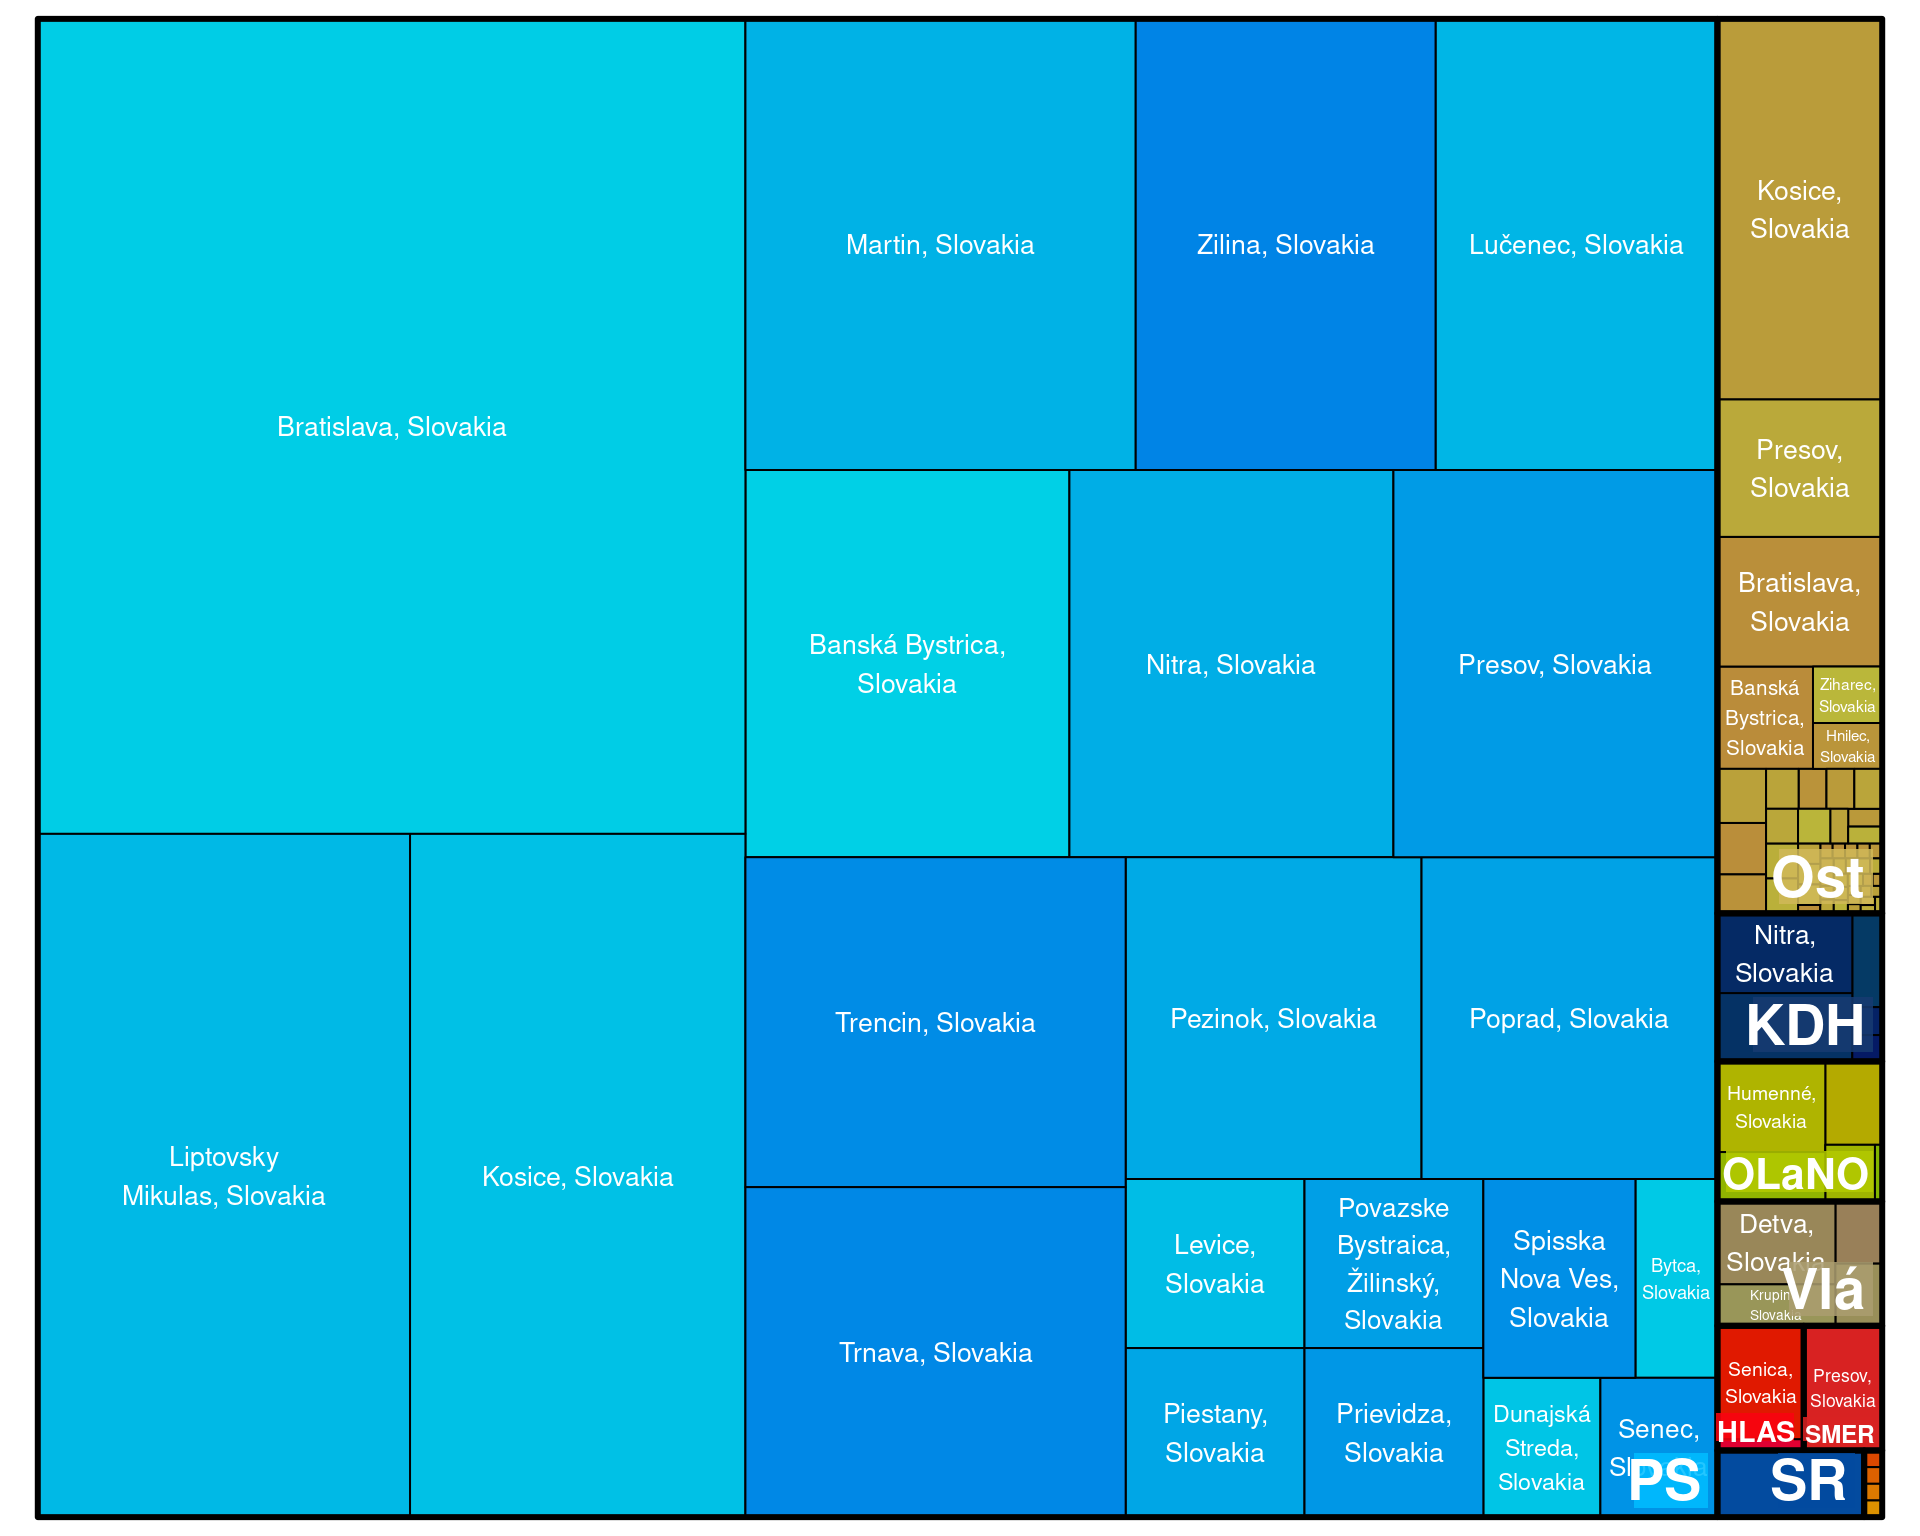 Bratislava, Slovakia
Martin, Slovakia
Zilina, Slovakia
Lučenec, Slovakia
Banská Bystrica,
Slovakia
Nitra, Slovakia
Presov, Slovakia
Liptovsky
Mikulas, Slovakia
Kosice, Slovakia
Trencin, Slovakia
Pezinok, Slovakia
Poprad, Slovakia
Trnava, Slovakia
Levice,
Slovakia
Povazske
Bystraica,
Žilinský,
Slovakia
Spisska
Nova Ves,
Slovakia
Bytca,
Slovakia
Piestany,
Slovakia
Prievidza,
Slovakia
Dunajská
Streda,
Slovakia
Senec,
PS
Kosice,
Slovakia
Presov,
Slovakia
Bratislava,
Slovakia
Banská
Bystrica,
Slovakia
Ziharec,
Slovakia
Hnilec,
Slovakia
Ost
Nitra,
Slovakia
KDH
Humenné,
Slovakia
OLaNO
Detva,
Slovakia
Slovakia
Vlá
Senica,
Slovakia
HLAS
Presov,
Slovakia
SMER
SR